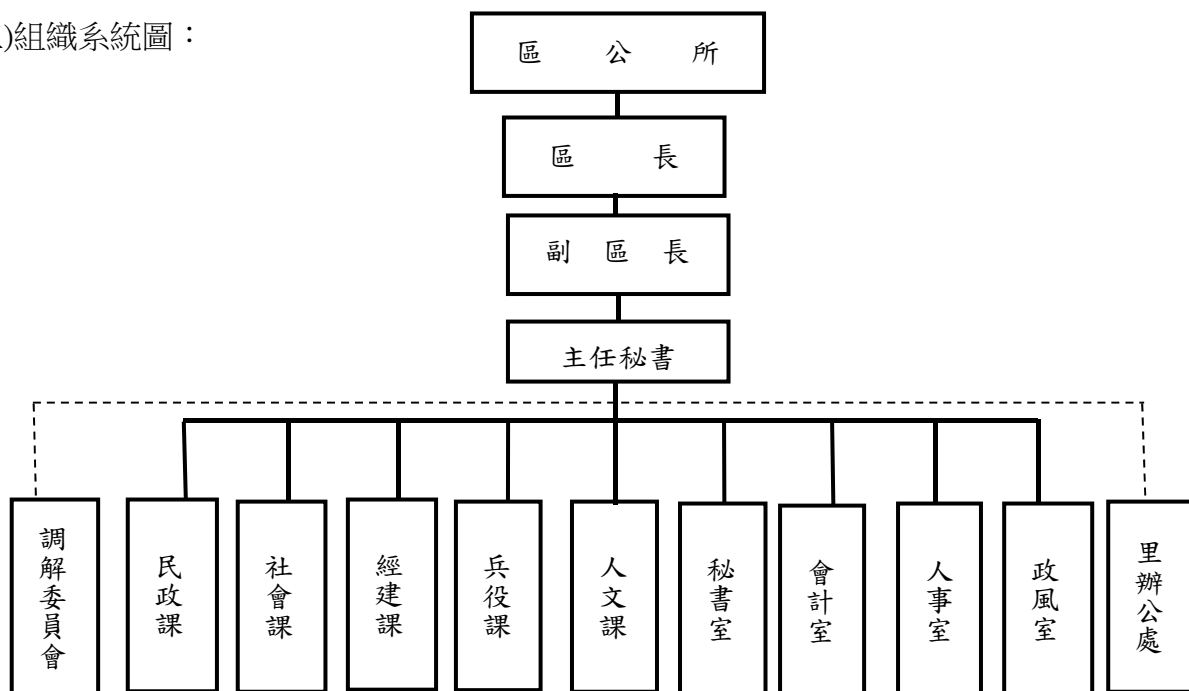 )組織系統圖：
區公所
區長
副區長
主任秘書
調解委員會
民政課
社會課
經建課
兵役課
人文課
秘書室
會計室
人事室
政風室
里辦公處